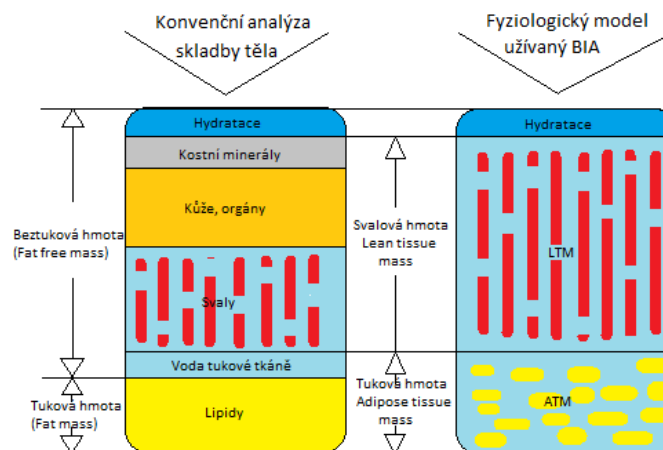 Konvenční analýza
skladby těla
Fyziologický model
užívaný BIA
Hydratace
Kostní minerály
Kůže, orgány
Svaly
Voda tukové tkáně
Lipidy
Beztuková hmota
(Fat free mass)
Tuková hmota
(Fat mass)
Svalová hmota
Lean tissue
mass
Tuková hmota
Adipose tissue
mass
Hydratace
LTM
ATM